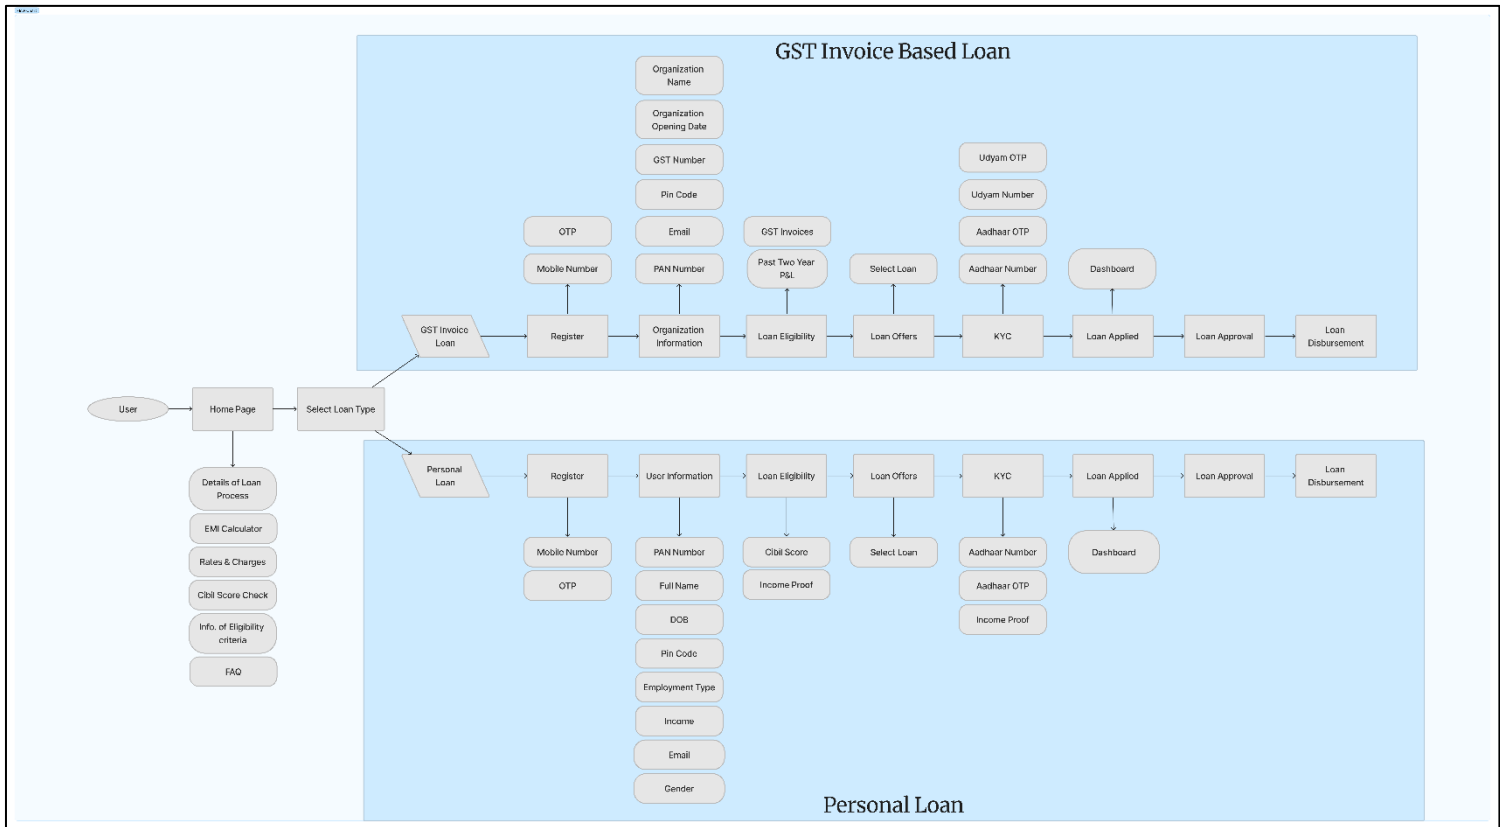 GST Invoice Based Loan
Organization
Name
Organization
Opening Date
GST Number
Pin Code
Email
PAN Number
OTP
Mobile Number
GST Invoices
Past Two Year
P&L
Select Loan
Udyam OTP
Udyam Number
Aadhaar OTP
Aadhaar Number
Dashboard
GST Invoice
Loan
Register
Organization
Information
Loan Eligibility
Loan Offers
KYC
Loan Applied
Loan Approval
Loan
Disbursement
User
Home Page
Select Loan Type
Details of Loan
Process
EMI Calculator
Rates & Charges
Cibil Score Check
Info. of Eligibility
criteria
FAQ
Personal
Loan
Register
User Information
Loan Eligibility
Loan Offers
KYC
Loan Applied
Loan Approval
Loan
Disbursement
Mobile Number
OTP
PAN Number
Full Name
DOB
Pin Code
Employment Type
Income
Email
Gender
Cibil Score
Income Proof
Select Loan
Aadhaar Number
Aadhaar OTP
Income Proof
Dashboard
Personal Loan